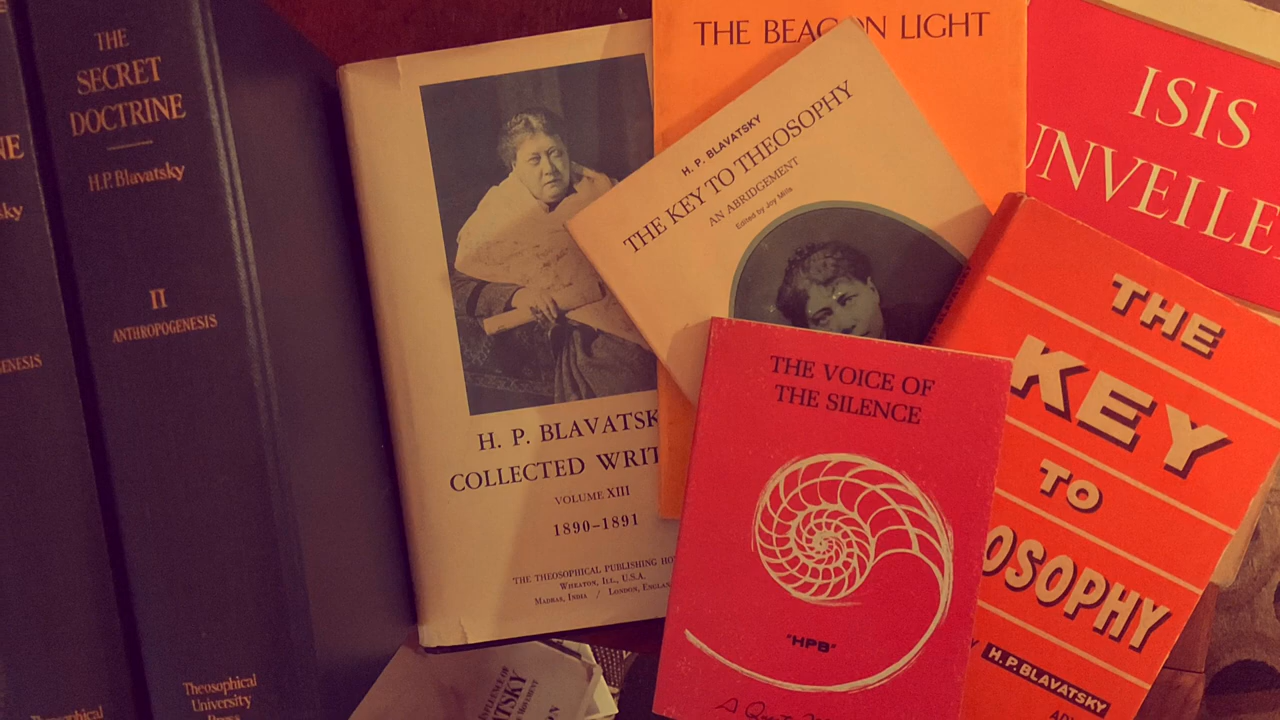 NE
sky
GENESIS
THE
SECRET
DOCTRINE
H.P.Blavatsky
II
ANTHROPOGENESIS
Theosophical
University
Press
H. P. BLAVATSK
COLLECTED WRIT
VOLUME XIII
1890–1891
THE THEOSOPHICAL PUBLISHING HO
WHEATON, ILL., U.S.A.
MADRAS, INDIA / LONDON, ENGLAN
THE BEACON LIGHT
H. P. BLAVATSKY
THE KEY TO THEOSOPHY
AN ABRIDGEMENT
Edited by Joy Mills
ISIS
UNVEILE
THE VOICE OF
THE SILENCE
"HPB"
THE
KEY
TO
OSOPHY
Y H.P. BLAVATSKY